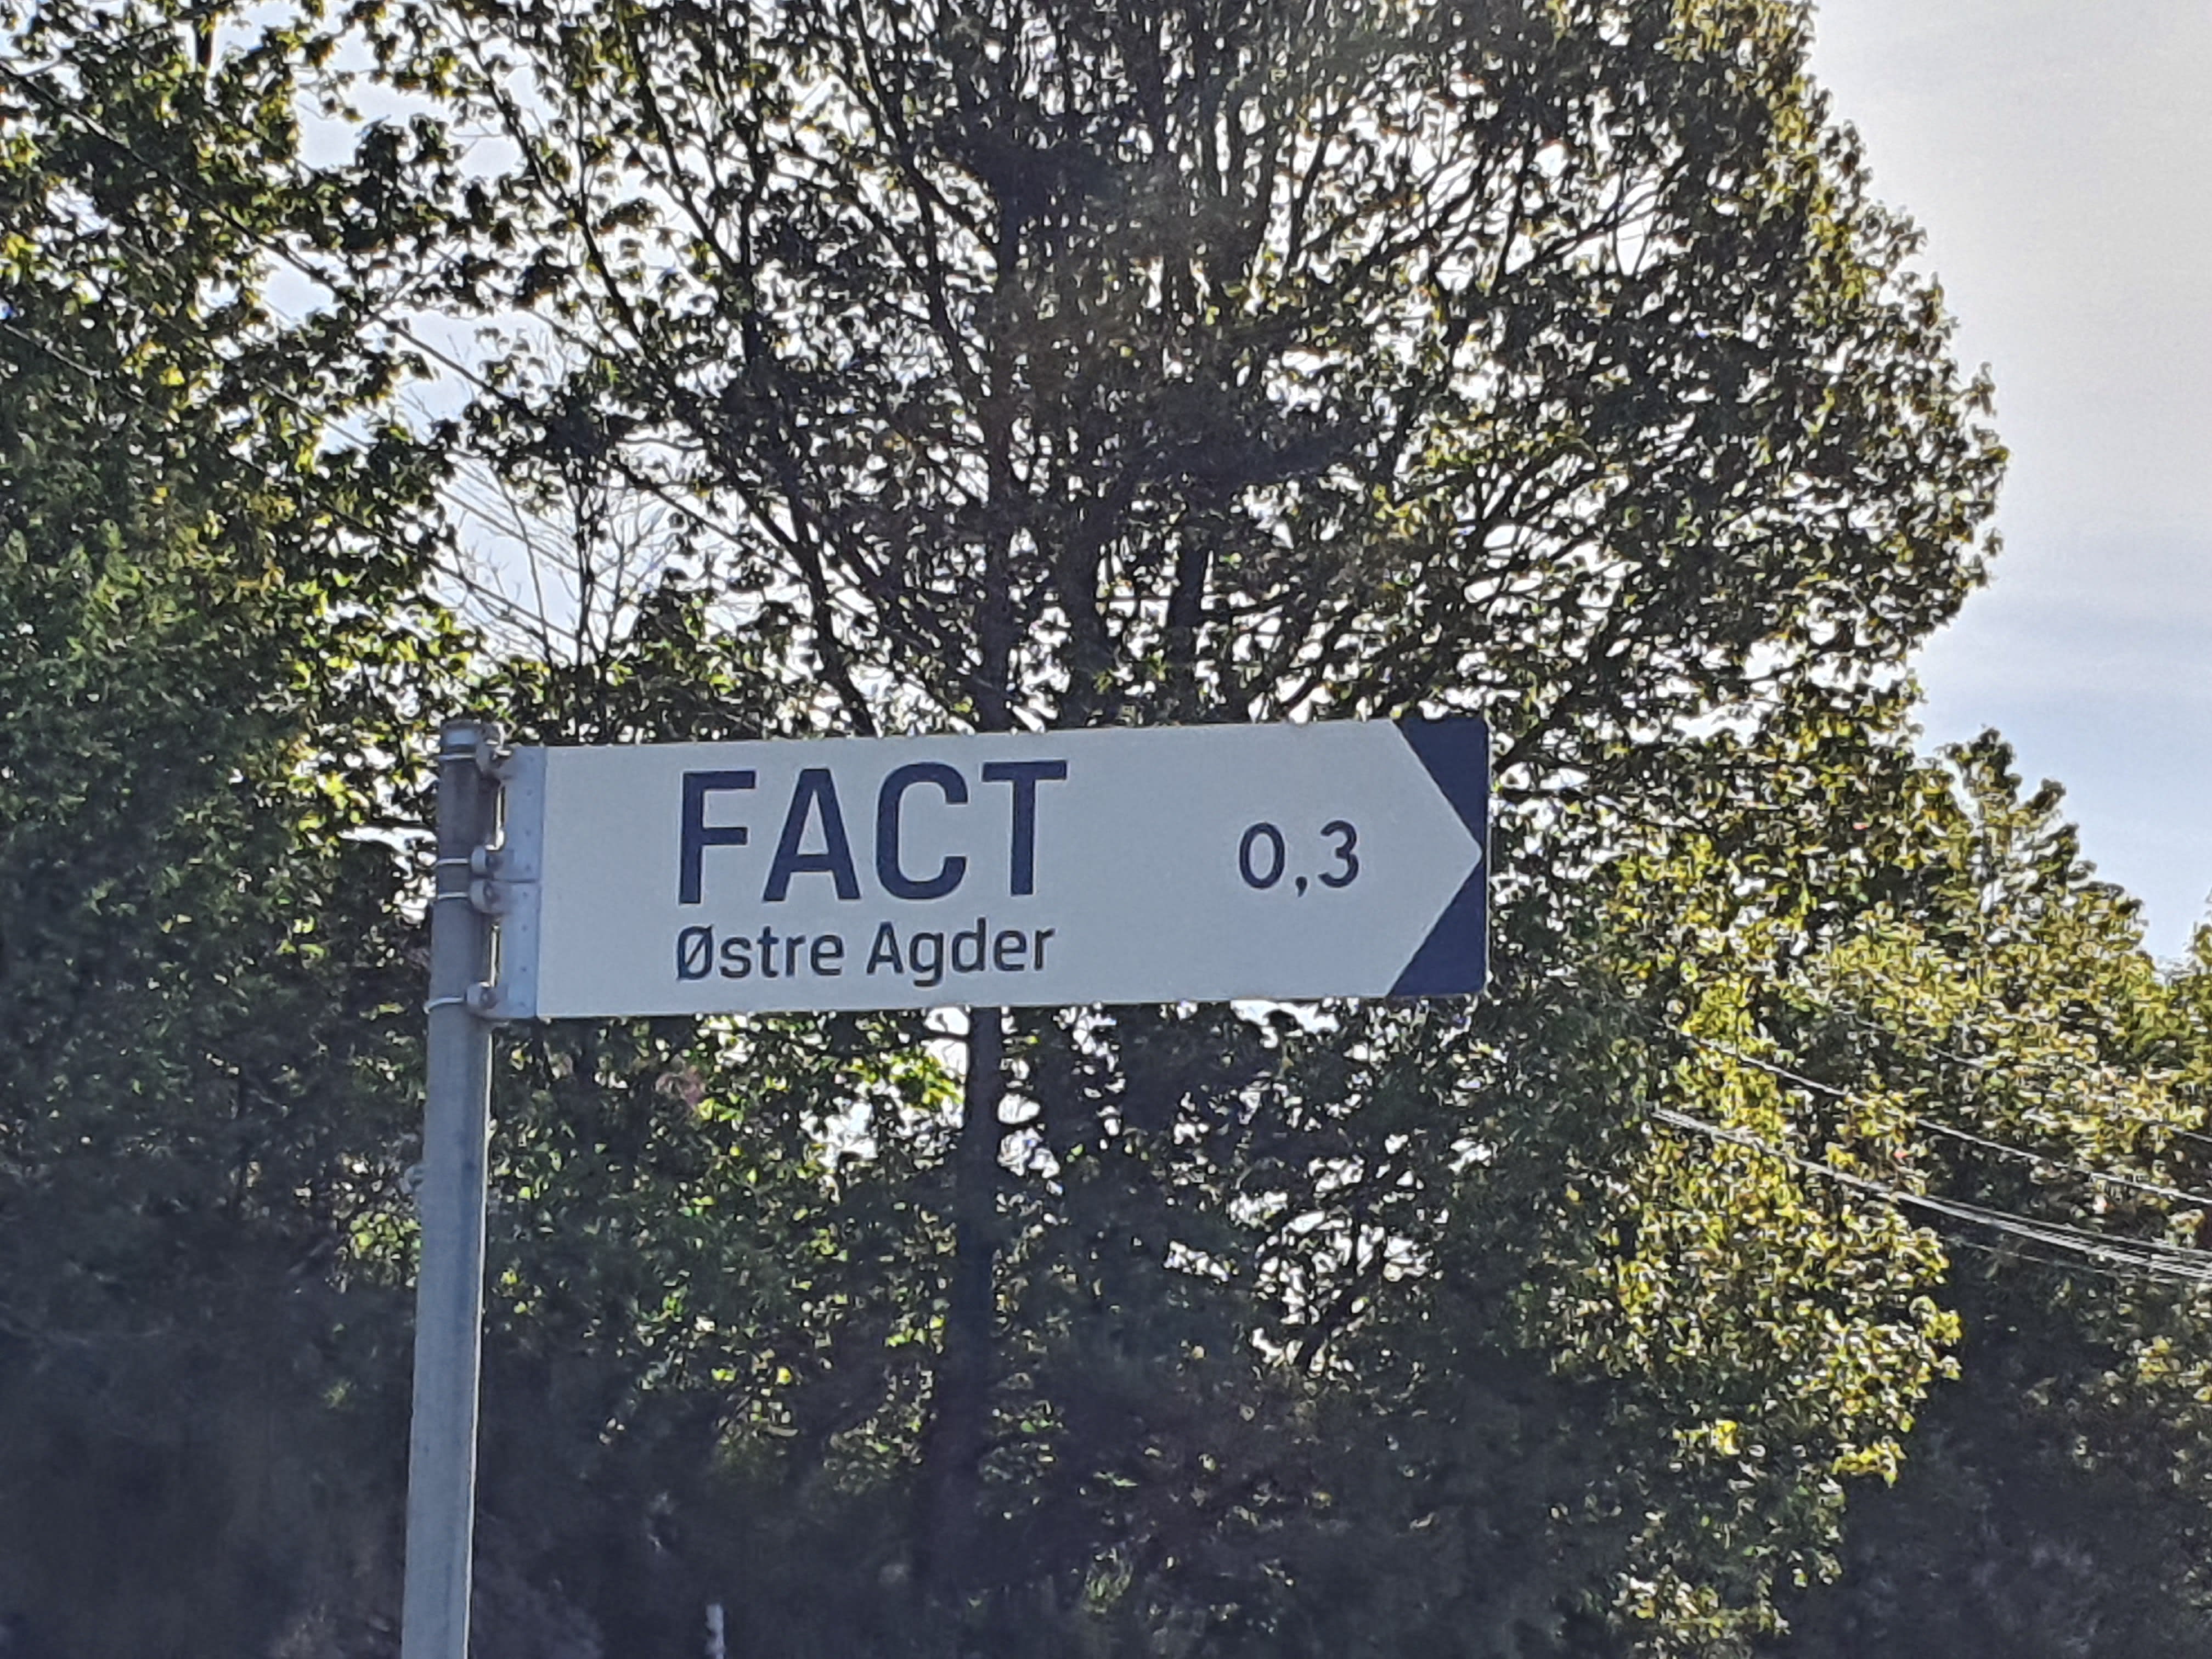 FACT
Østre Agder
0,3